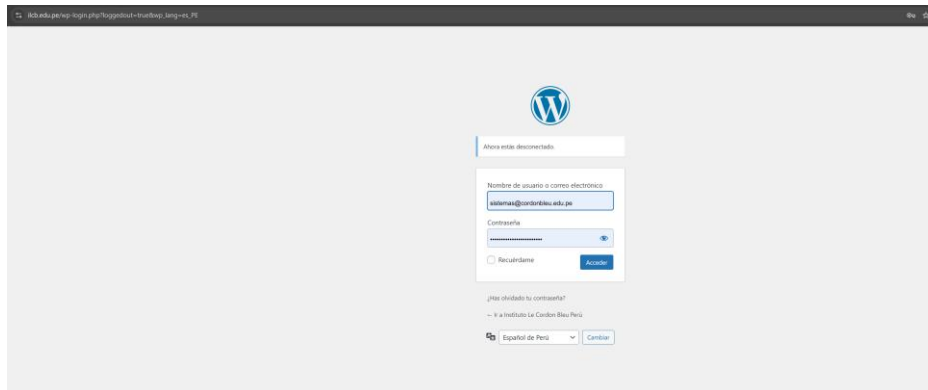 ilcb.edu.pe/wp-login.php?loggedout=true&wp_lang=es_PE
Ahora estás desconectado.
Nombre de usuario o correo electrónico
sistemas@cordonbleu.edu.pe
Contraseña
Recuérdame
Acceder
¿Has olvidado tu contraseña?
← Ir a Instituto Le Cordon Bleu Perú
Español de Perú
Cambiar